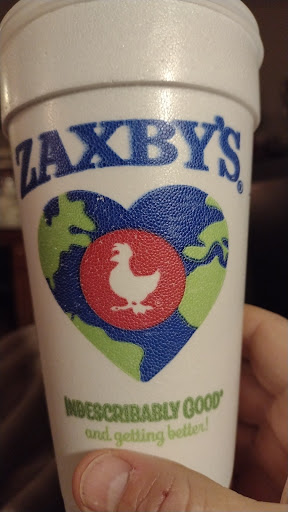 ZAXBY'S®
®
INDESCRIBABLY GOOD®
and getting better!